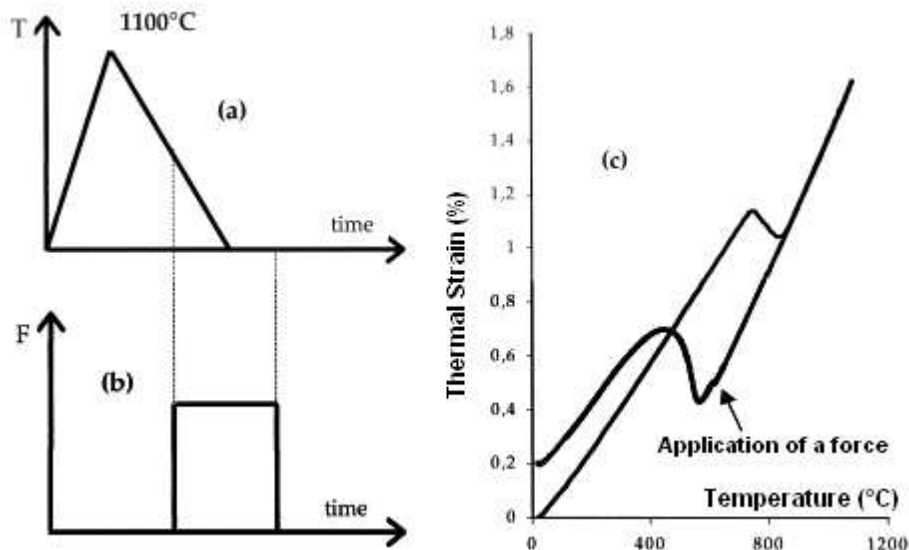 T
1100°C
(a)
time
F
(b)
time
Thermal Strain (%)
1,8
1,6
1,4
1,2
1
0,8
0,6
0,4
0,2
0
(c)
Application of a force
Temperature (°C)
0
400
800
1200